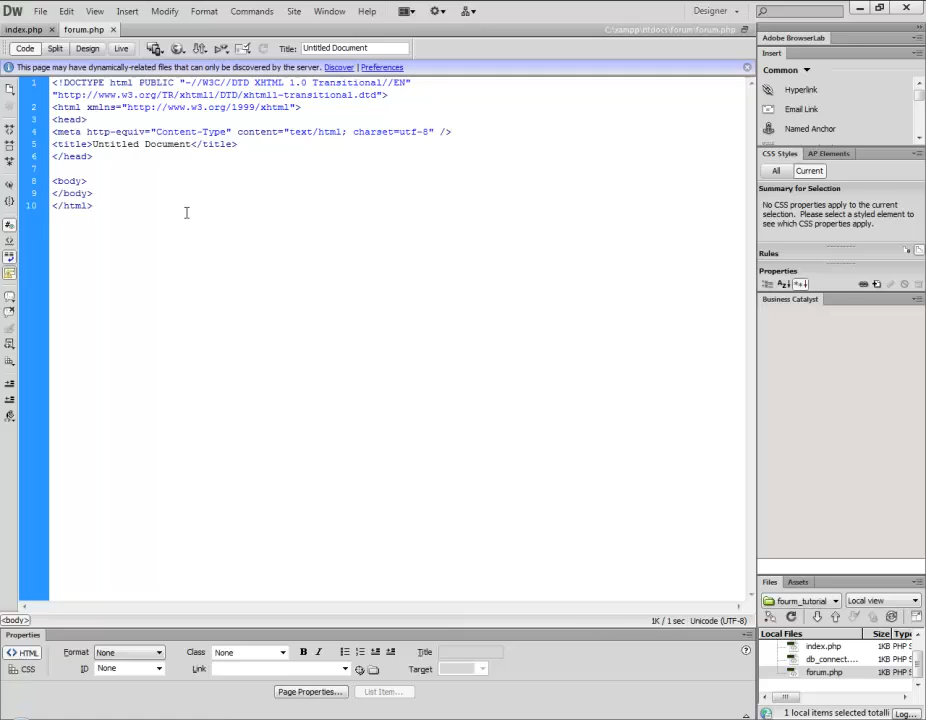 DW File Edit View Insert Modify Format Commands Site Window Help Designer
index.php × forum.php × C:\xampp\htdocs\forum\forum.php
Code Split Design Live Title: Untitled Document
This page may have dynamically-related files that can only be discovered by the server. Discover | Preferences
1 <!DOCTYPE html PUBLIC "-//W3C//DTD XHTML 1.0 Transitional//EN"
"http://www.w3.org/TR/xhtml1/DTD/xhtml1-transitional.dtd">
2 <html xmlns="http://www.w3.org/1999/xhtml">
3 <head>
4 <meta http-equiv="Content-Type" content="text/html; charset=utf-8" />
5 <title>Untitled Document</title>
6 </head>
7
8 <body>
9 </body>
10 </html>
Adobe BrowserLab
Insert
Common
Hyperlink
Email Link
Named Anchor
CSS Styles AP Elements
All Current
Summary for Selection
No CSS properties apply to the current
selection. Please select a styled element to
see which CSS properties apply.
Rules
Properties
Business Catalyst
Files Assets
fourm_tutorial Local view
Local Files Size Type
index.php 1KB PHP S
db_connect.... 1KB PHP S
forum.php 1KB PHP S
1 local items selected totalli Log...
<body> 1K / 1 sec Unicode (UTF-8)
Properties
<> HTML Format None Class None B I Title
CSS ID None Link Target
Page Properties... List Item...